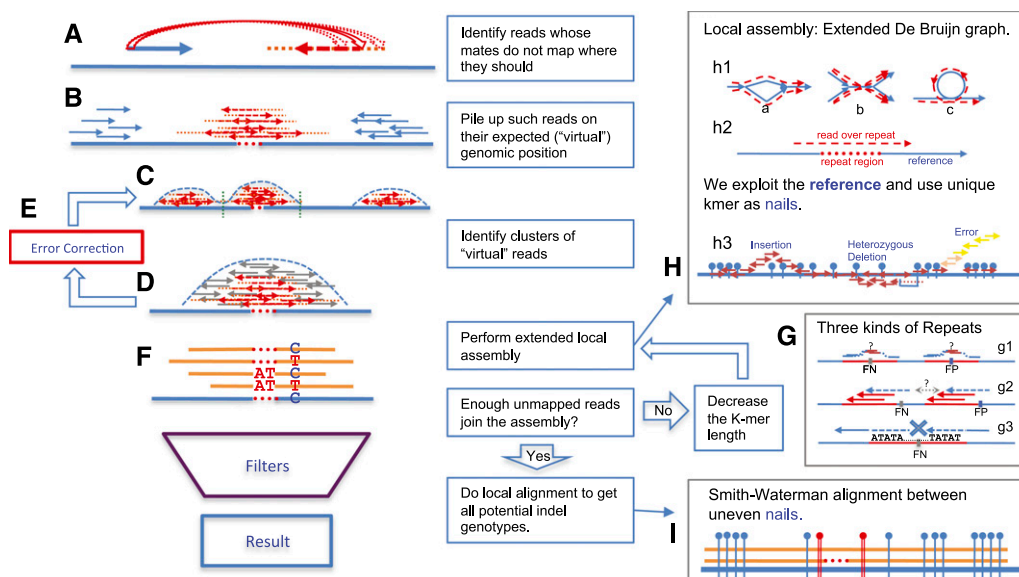 A
Identify reads whose
mates do not map where
they should
B
Pile up such reads on
their expected (“virtual”)
genomic position
C
E
Error Correction
Identify clusters of
“virtual” reads
D
F
C
T
AT C
AT T
C
Perform extended local
assembly
Enough unmapped reads
join the assembly?
No
Decrease
the K-mer
length
Yes
Do local alignment to get
all potential indel
genotypes.
Filters
Result
H
Local assembly: Extended De Bruijn graph.
h1
a b c
h2
read over repeat
repeat region reference
We exploit the reference and use unique
kmer as nails.
h3
Insertion
Heterozygous
Deletion
Error
G
Three kinds of Repeats
g1
? ?
FN FP
g2
?
FN FP
g3
ATATA TATAT
FN
I
Smith-Waterman alignment between
uneven nails.